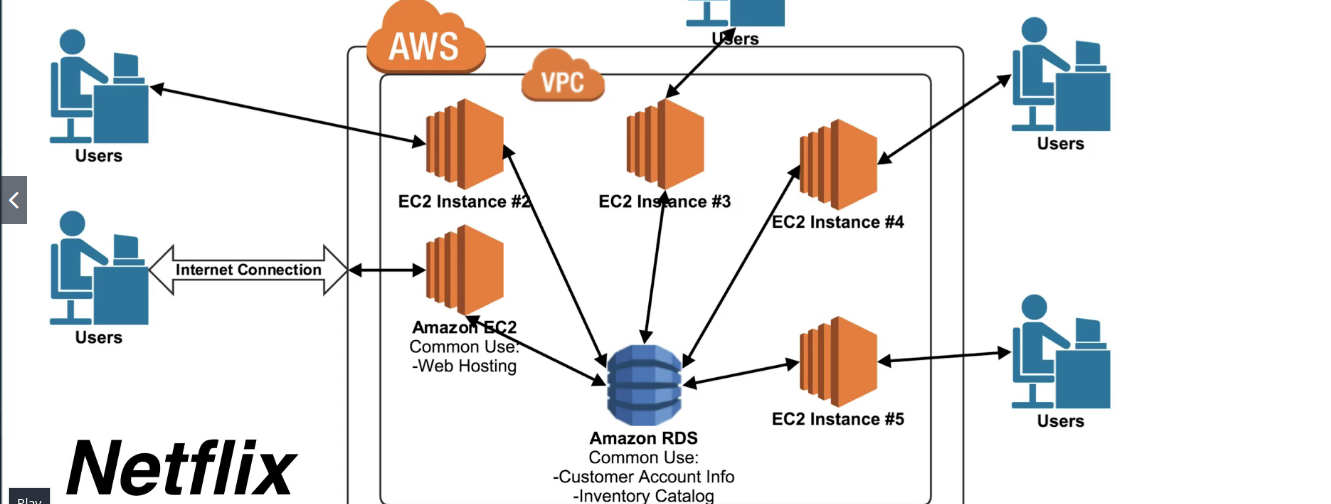 Users
AWS
VPC
Users
Users
EC2 Instance #2
EC2 Instance #3
EC2 Instance #4
Internet Connection
Users
Amazon EC2
Common Use:
-Web Hosting
EC2 Instance #5
Users
Amazon RDS
Common Use:
-Customer Account Info
-Inventory Catalog
Netflix
Play